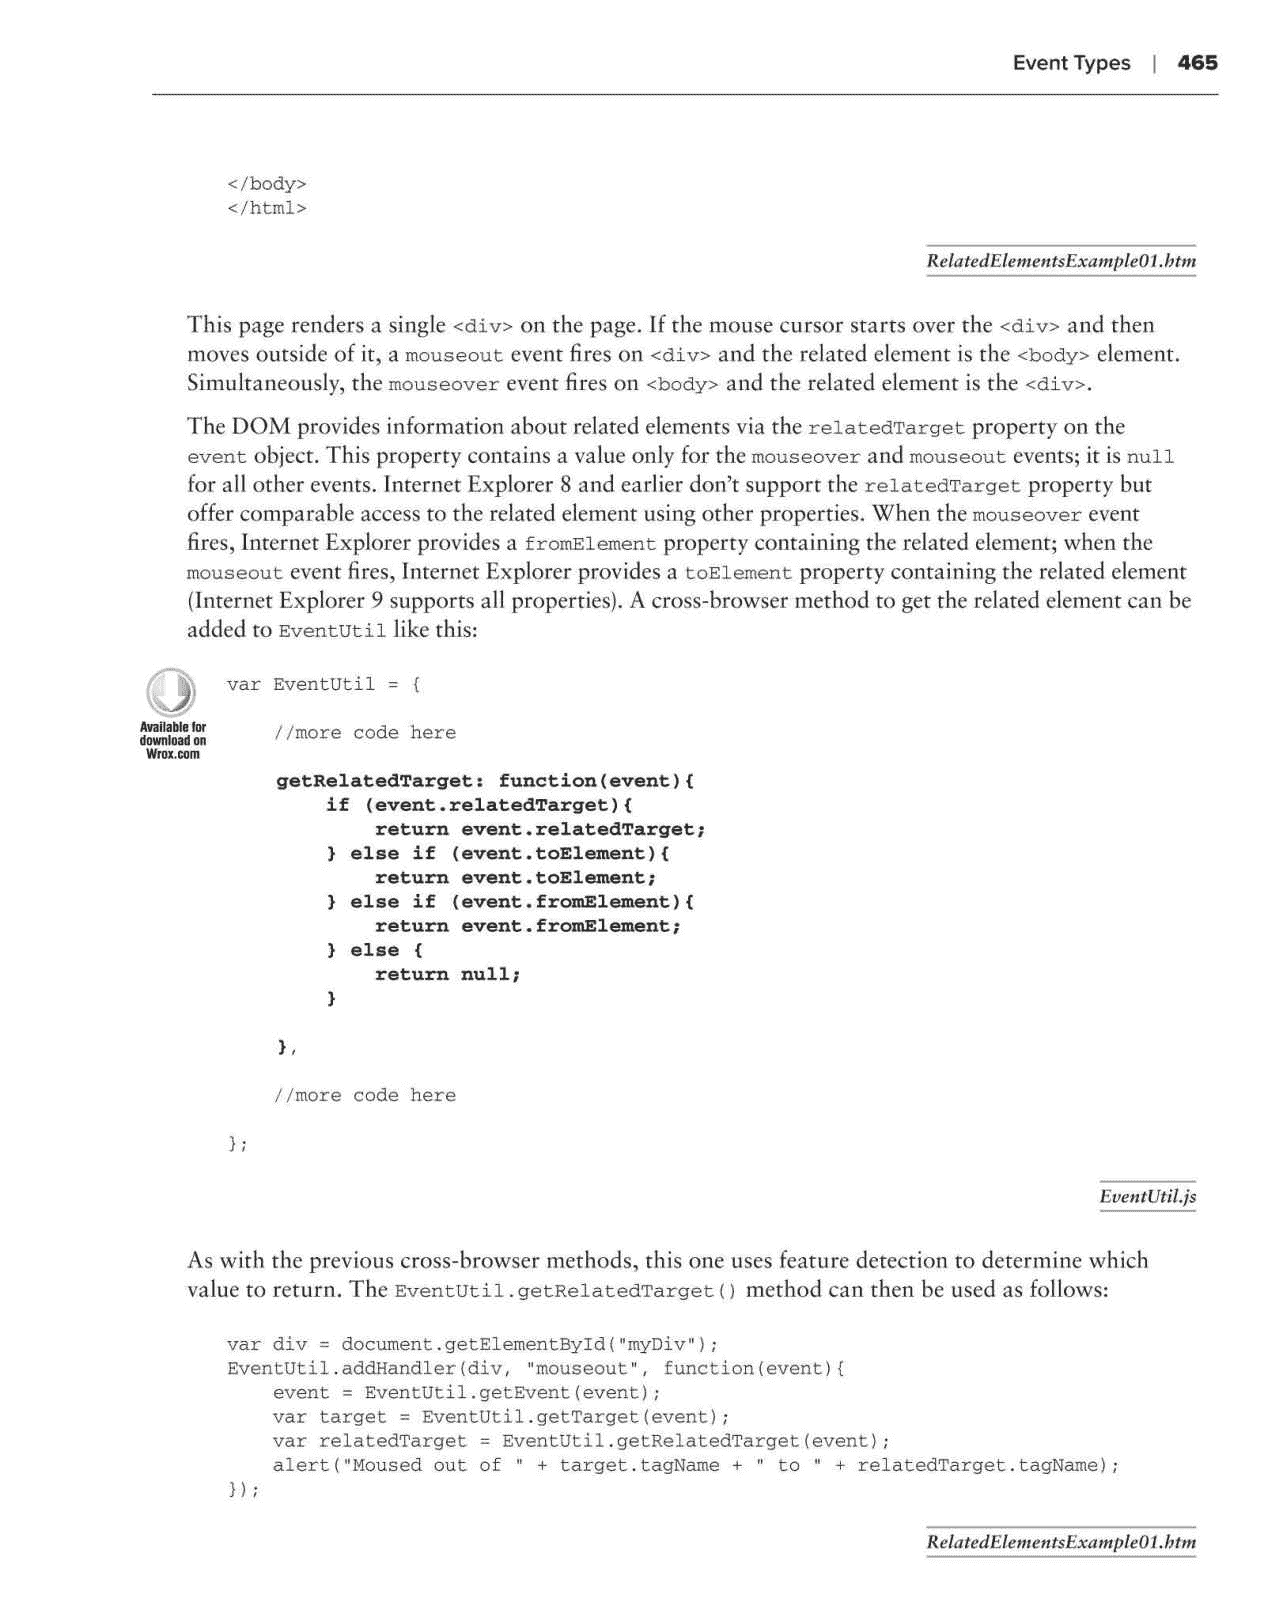 Event Types | 465
</body>
</html>
RelatedElementsExample01.htm
This page renders a single <div> on the page. If the mouse cursor starts over the <div> and then
moves outside of it, a mouseout event fires on <div> and the related element is the <body> element.
Simultaneously, the mouseover event fires on <body> and the related element is the <div>.
The DOM provides information about related elements via the relatedTarget property on the
event object. This property contains a value only for the mouseover and mouseout events; it is null
for all other events. Internet Explorer 8 and earlier don't support the relatedTarget property but
offer comparable access to the related element using other properties. When the mouseover event
fires, Internet Explorer provides a fromElement property containing the related element; when the
mouseout event fires, Internet Explorer provides a toElement property containing the related element
(Internet Explorer 9 supports all properties). A cross-browser method to get the related element can be
added to EventUtil like this:
Available for
download on
Wrox.com
var EventUtil = {
//more code here
getRelatedTarget: function(event){
if (event.relatedTarget){
return event.relatedTarget;
} else if (event.toElement){
return event.toElement;
} else if (event.fromElement){
return event.fromElement;
} else {
return null;
}
},
//more code here
};
EventUtil.js
As with the previous cross-browser methods, this one uses feature detection to determine which
value to return. The EventUtil.getRelatedTarget() method can then be used as follows:
var div = document.getElementById("myDiv");
EventUtil.addHandler(div, "mouseout", function(event){
event = EventUtil.getEvent(event);
var target = EventUtil.getTarget(event);
var relatedTarget = EventUtil.getRelatedTarget(event);
alert("Moused out of " + target.tagName + " to " + relatedTarget.tagName);
});
RelatedElementsExample01.htm